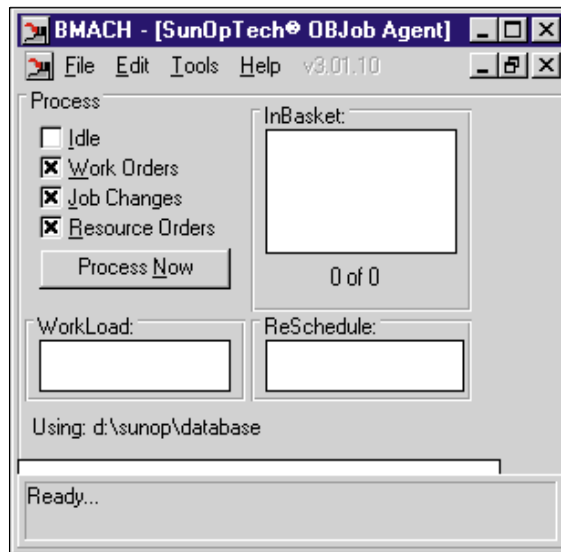 BMACH - [SunOpTech® OBJob Agent]
File Edit Tools Help v3.01.10
Process
Idle
Work Orders
Job Changes
Resource Orders
Process Now
InBasket:
0 of 0
WorkLoad:
ReSchedule:
Using: d:\sunop\database
Ready...